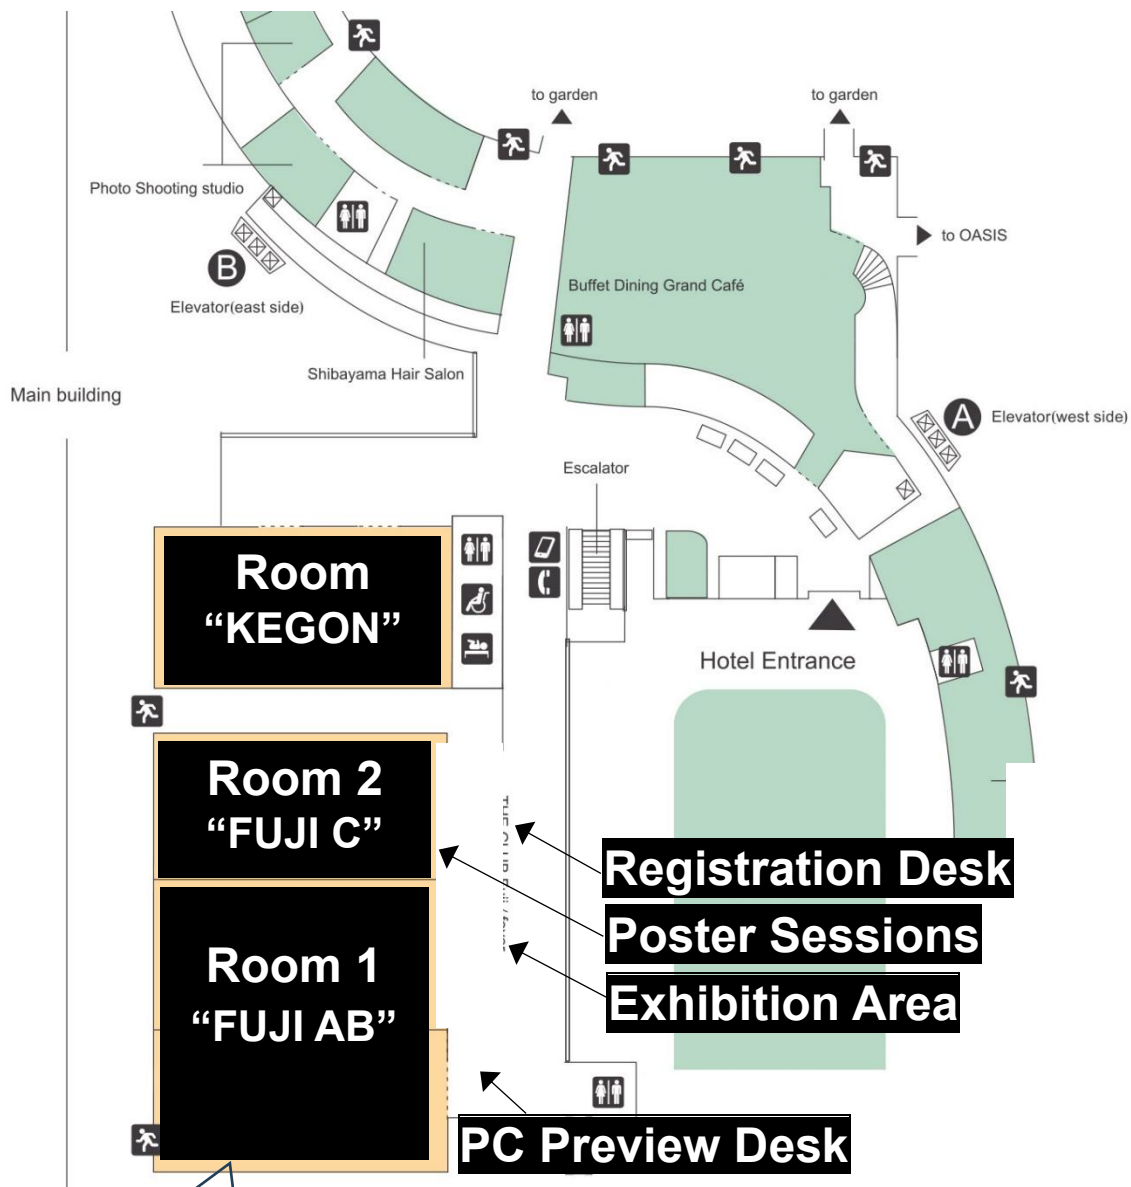 to garden
to garden
Photo Shooting studio
to OASIS
B
Buffet Dining Grand Café
Elevator(east side)
Shibayama Hair Salon
Main building
A
Elevator(west side)
Escalator
Room
“KEGON”
Hotel Entrance
Room 2
“FUJI C”
THE CLUB
Registration Desk
Poster Sessions
Room 1
“FUJI AB”
Exhibition Area
PC Preview Desk